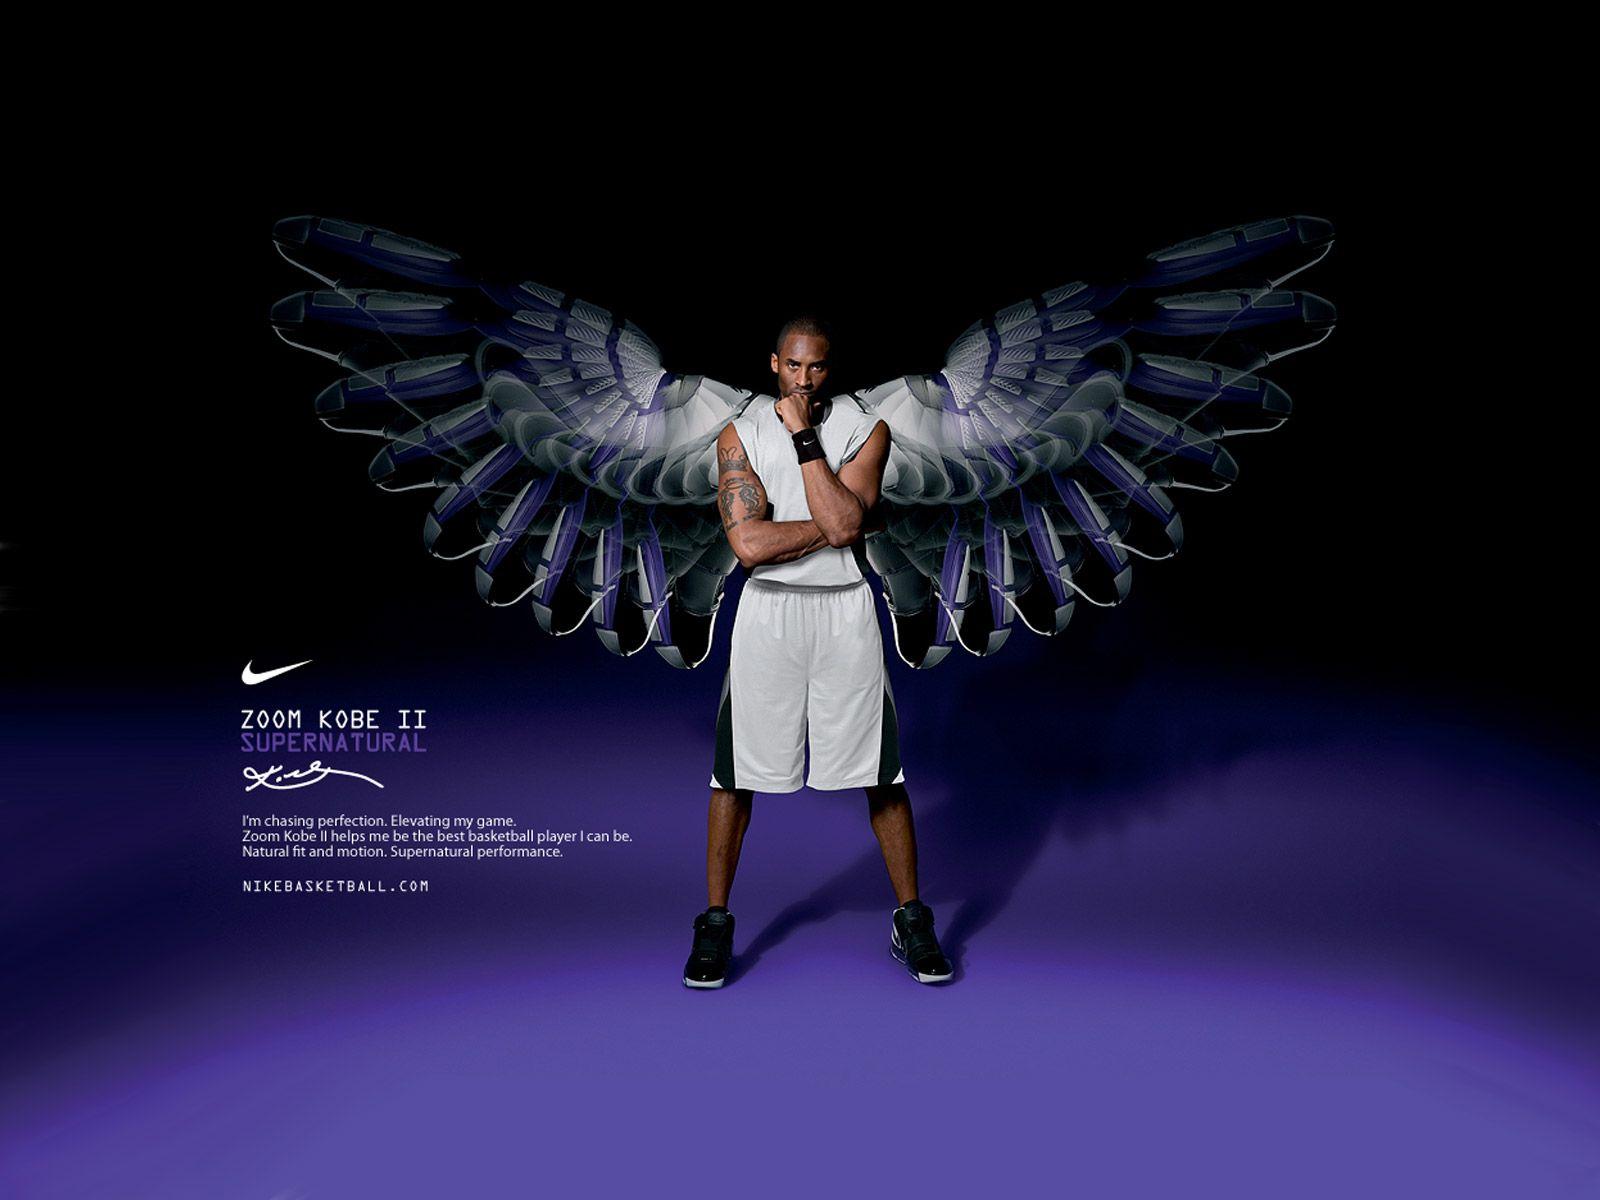 ZOOM KOBE II
SUPERNATURAL
I'm chasing perfection. Elevating my game.
Zoom Kobe II helps me be the best basketball player I can be.
Natural fit and motion. Supernatural performance.
NIKEBASKETBALL.COM